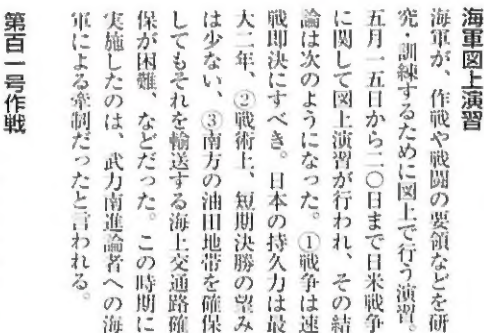 海軍図上演習
海軍が、作戦や戦闘の要領などを研
究・訓練するために図上で行う演習。
五月一五日から二〇日まで日米戦争
に関して図上演習が行われ、その結
論は次のようになった。①戦争は速
戦即決にすべき。日本の持久力は最
大二年、②戦術上、短期決勝の望み
は少ない、③南方の油田地帯を確保
してもそれを輸送する海上交通路確
保が困難、などだった。この時期に
実施したのは、武力南進論者への海
軍による牽制だったと言われる。
第百一号作戦